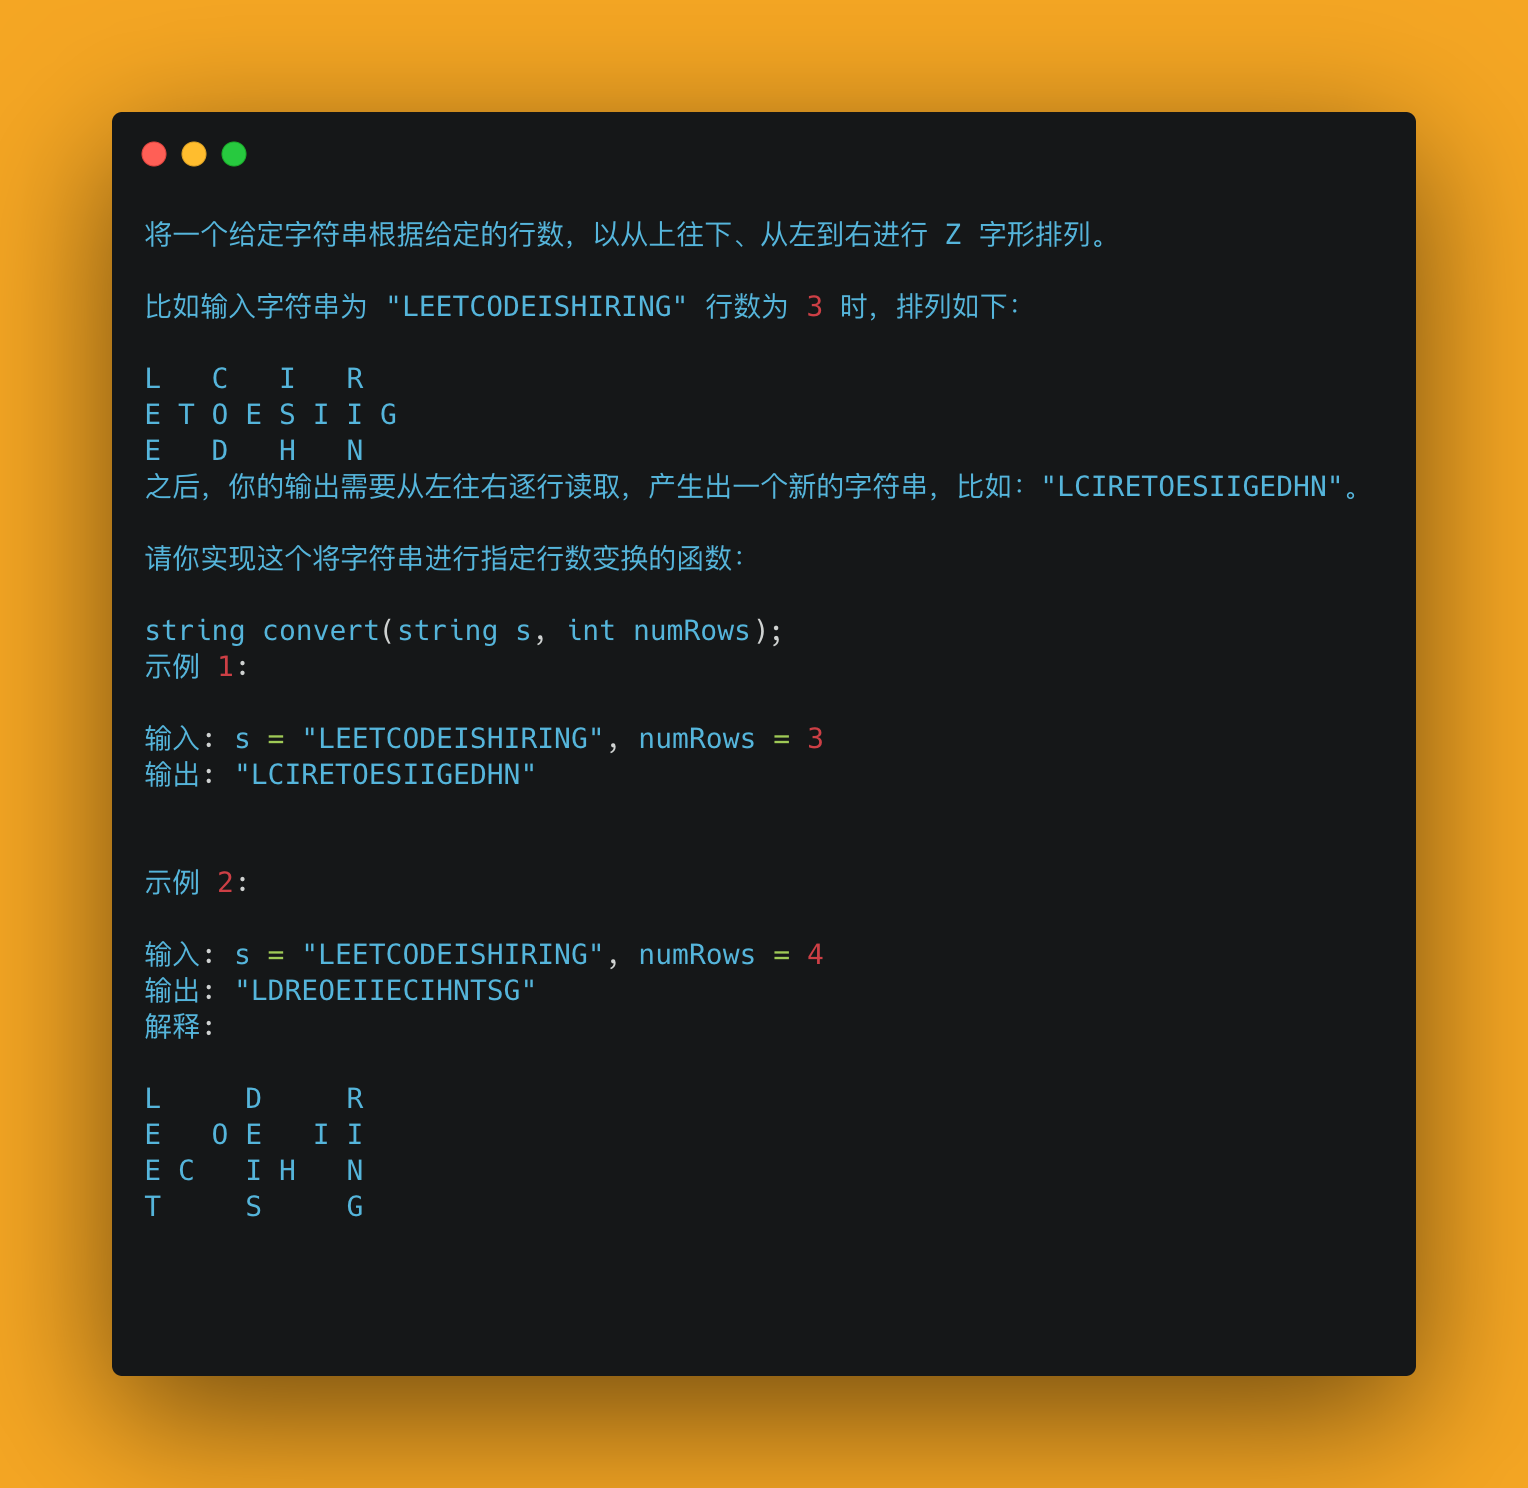 将一个给定字符串根据给定的行数，以从上往下、从左到右进行 Z 字形排列。
比如输入字符串为 "LEETCODEISHIRING" 行数为 3 时，排列如下：
L   C   I   R
E T O E S I I G
E   D   H   N
之后，你的输出需要从左往右逐行读取，产生出一个新的字符串，比如："LCIRETOESIIGEDHN"。
请你实现这个将字符串进行指定行数变换的函数：
string convert(string s, int numRows);
示例 1:
输入: s = "LEETCODEISHIRING", numRows = 3
输出: "LCIRETOESIIGEDHN"
示例 2:
输入: s = "LEETCODEISHIRING", numRows = 4
输出: "LDREOEIIECIHNTSG"
解释:
L     D     R
E   O E   I I
E C   I H   N
T     S     G